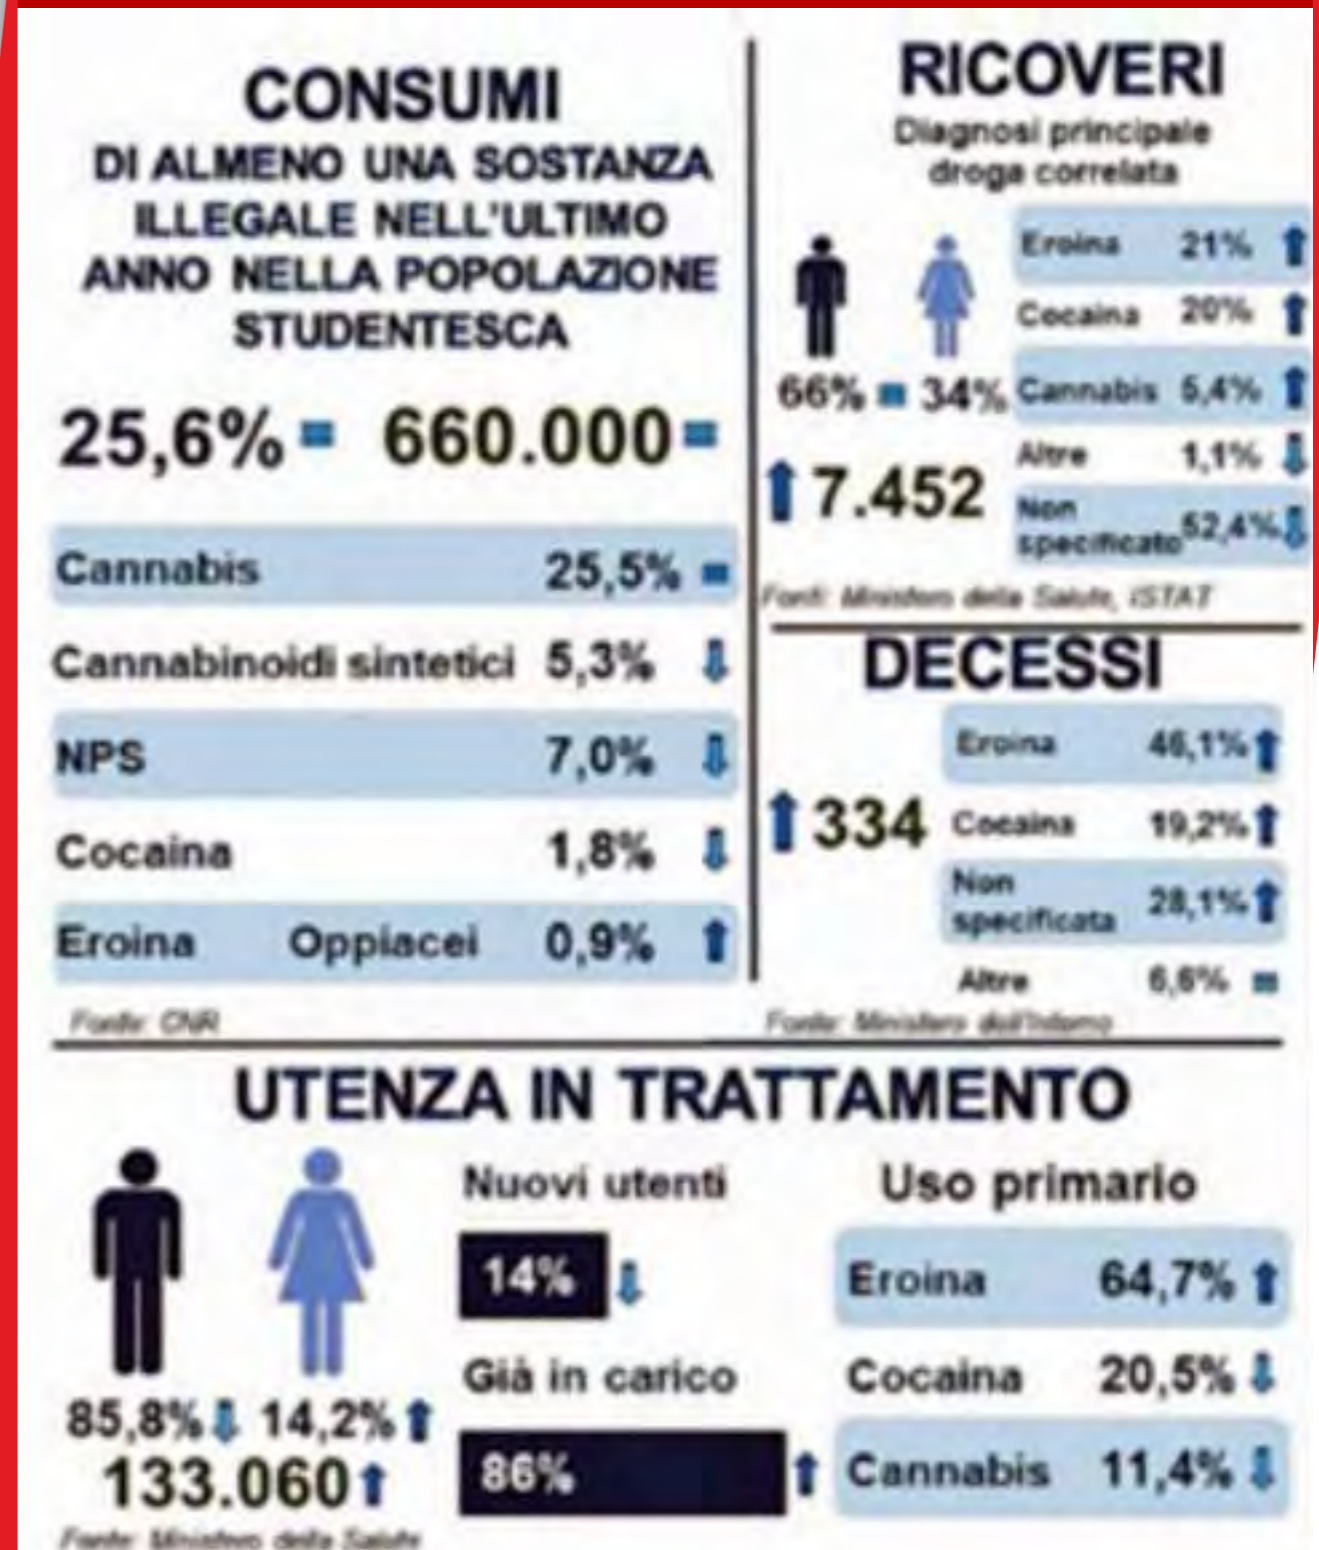 CONSUMI
DI ALMENO UNA SOSTANZA
ILLEGALE NELL'ULTIMO
ANNO NELLA POPOLAZIONE
STUDENTESCA
25,6% = 660.000 =
Cannabis 25,5% =
Cannabinoidi sintetici 5,3%
NPS 7,0%
Cocaina 1,8%
Eroina Oppiacei 0,9%
Fonte: CNR
RICOVERI
Diagnosi principale
droga correlata
66% = 34%
7.452
Eroina 21%
Cocaina 20%
Cannabis 5,4%
Altre 1,1%
Non
specificato 52,4%
Fonti: Ministero della Salute, ISTAT
DECESSI
334
Eroina 46,1%
Cocaina 19,2%
Non
specificata 28,1%
Altre 6,6% =
Fonte: Ministero dell'Interno
UTENZA IN TRATTAMENTO
85,8% 14,2%
133.060
Fonte: Ministero della Salute
Nuovi utenti
14%
Già in carico
86%
Uso primario
Eroina 64,7%
Cocaina 20,5%
Cannabis 11,4%